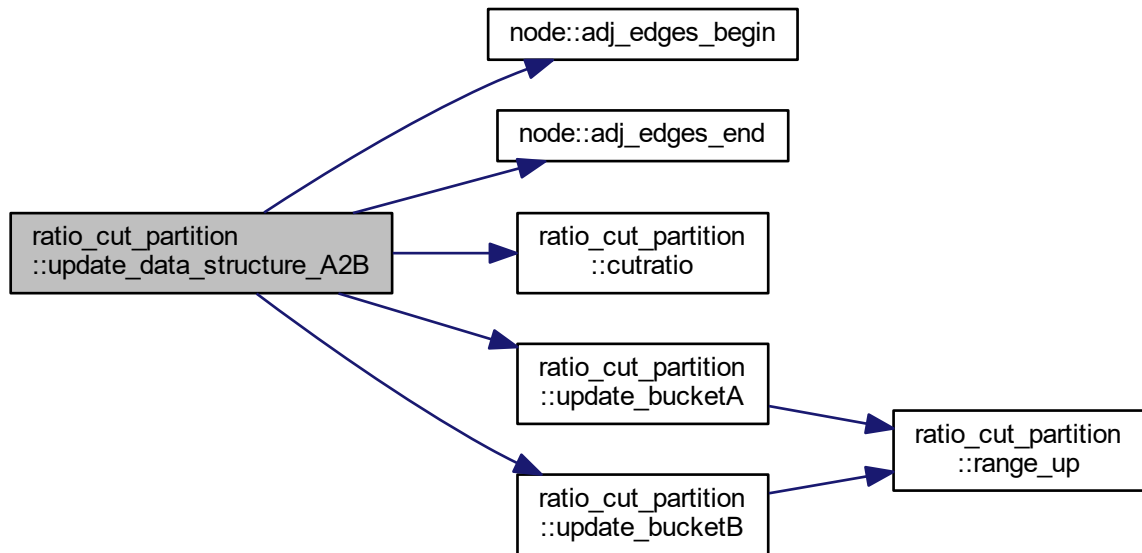 node::adj_edges_begin
node::adj_edges_end
ratio_cut_partition
::update_data_structure_A2B
ratio_cut_partition
::cutratio
ratio_cut_partition
::update_bucketA
ratio_cut_partition
::range_up
ratio_cut_partition
::update_bucketB